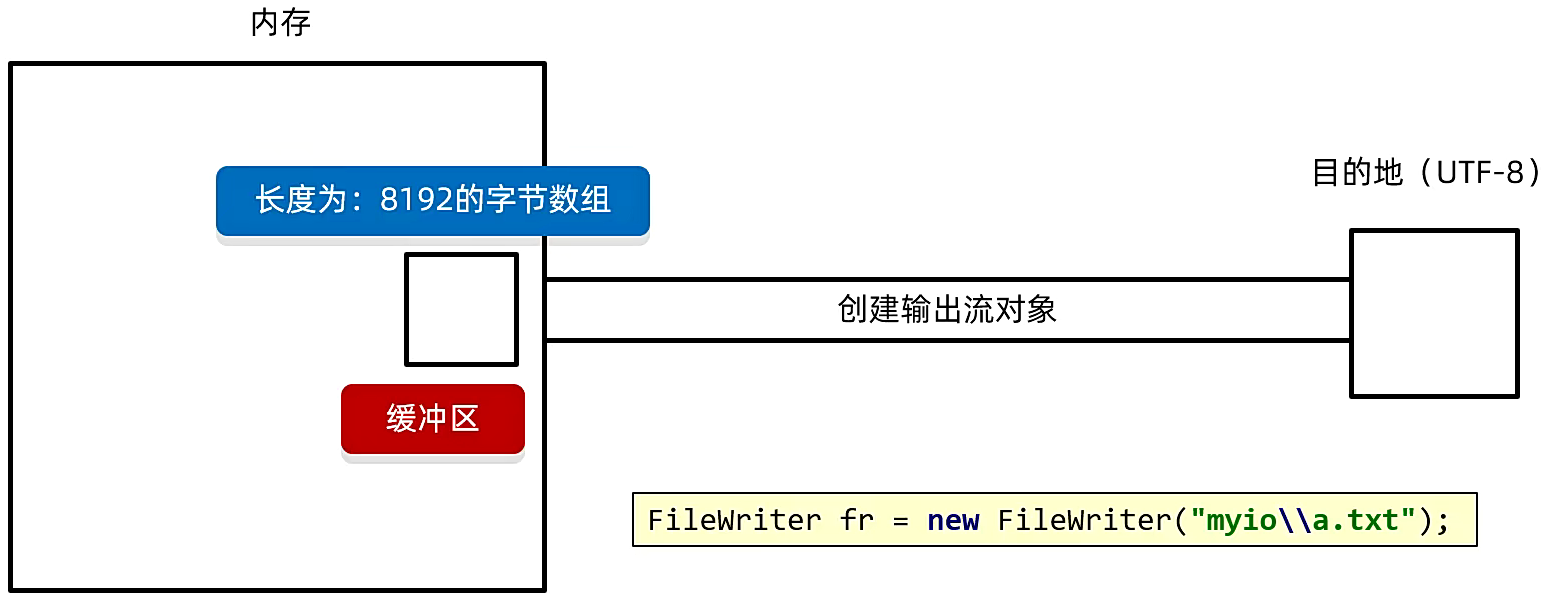 内存
长度为：8192的字节数组
目的地（UTF-8）
创建输出流对象
缓冲区
FileWriter fr = new FileWriter("myio\\a.txt");